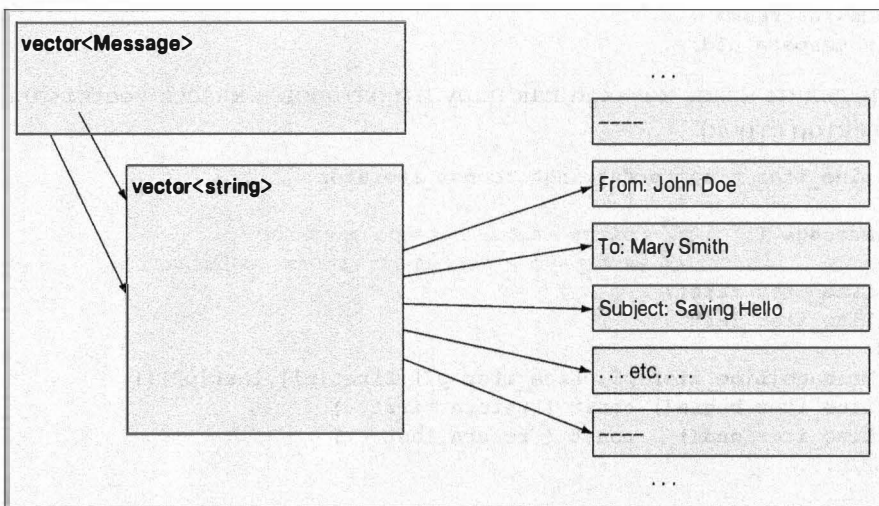 vector<Message>
...
----
vector<string>
From: John Doe
To: Mary Smith
Subject: Saying Hello
... etc.
----
...